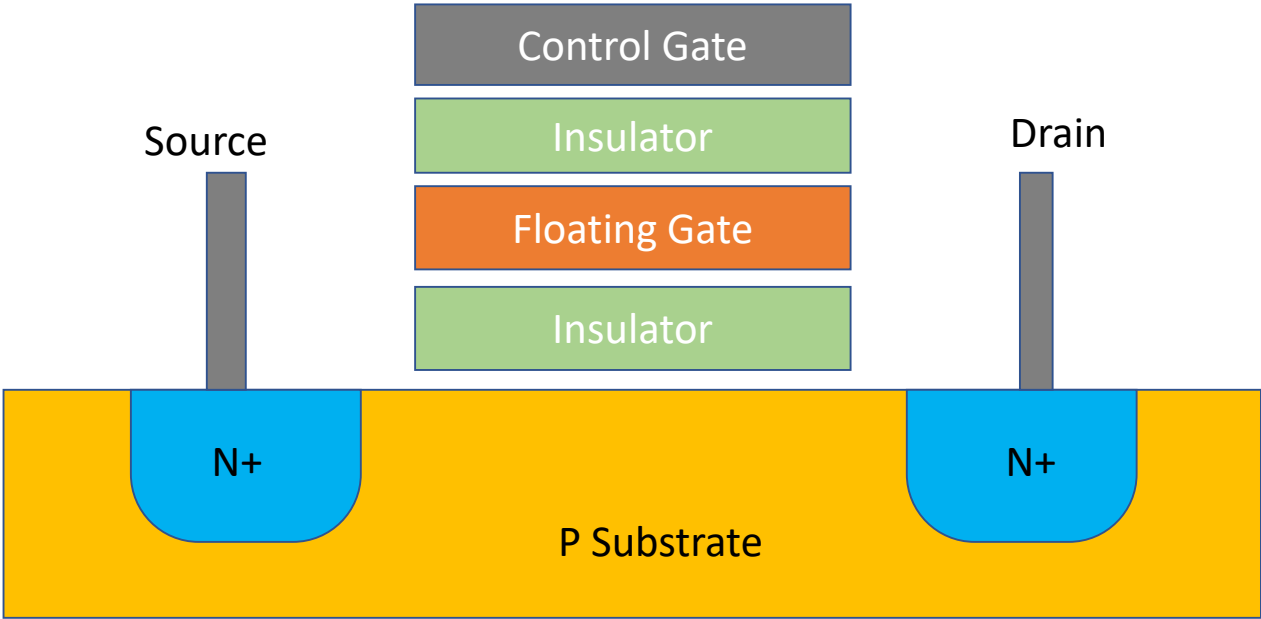 Control Gate
Source
Insulator
Drain
Floating Gate
Insulator
N+
N+
P Substrate